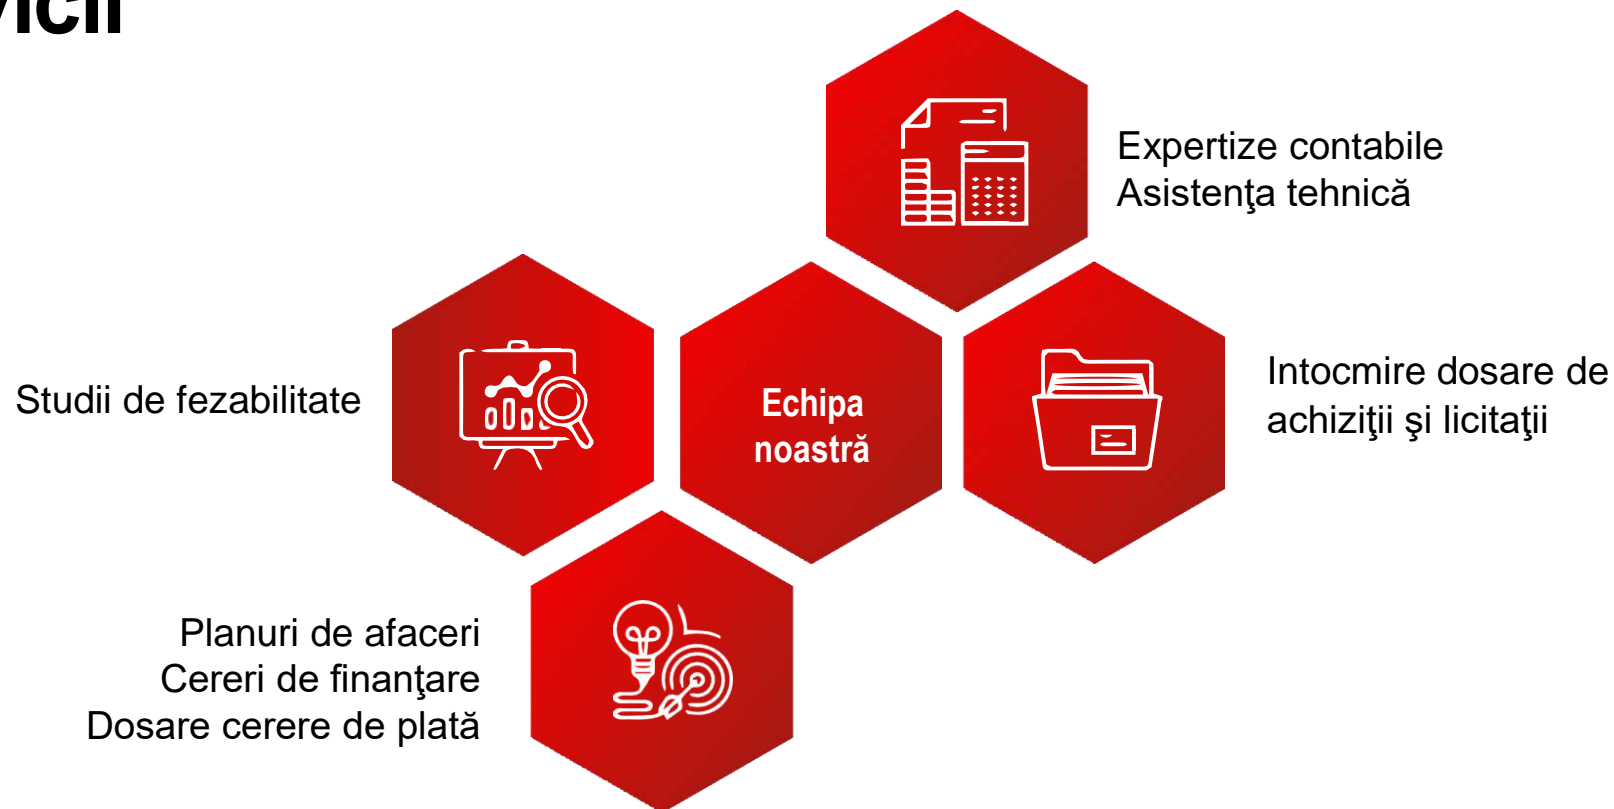 Expertize contabile
Asistenţa tehnică
Studii de fezabilitate
Echipa
noastră
Intocmire dosare de
achiziţii şi licitaţii
Planuri de afaceri
Cereri de finanţare
Dosare cerere de plată